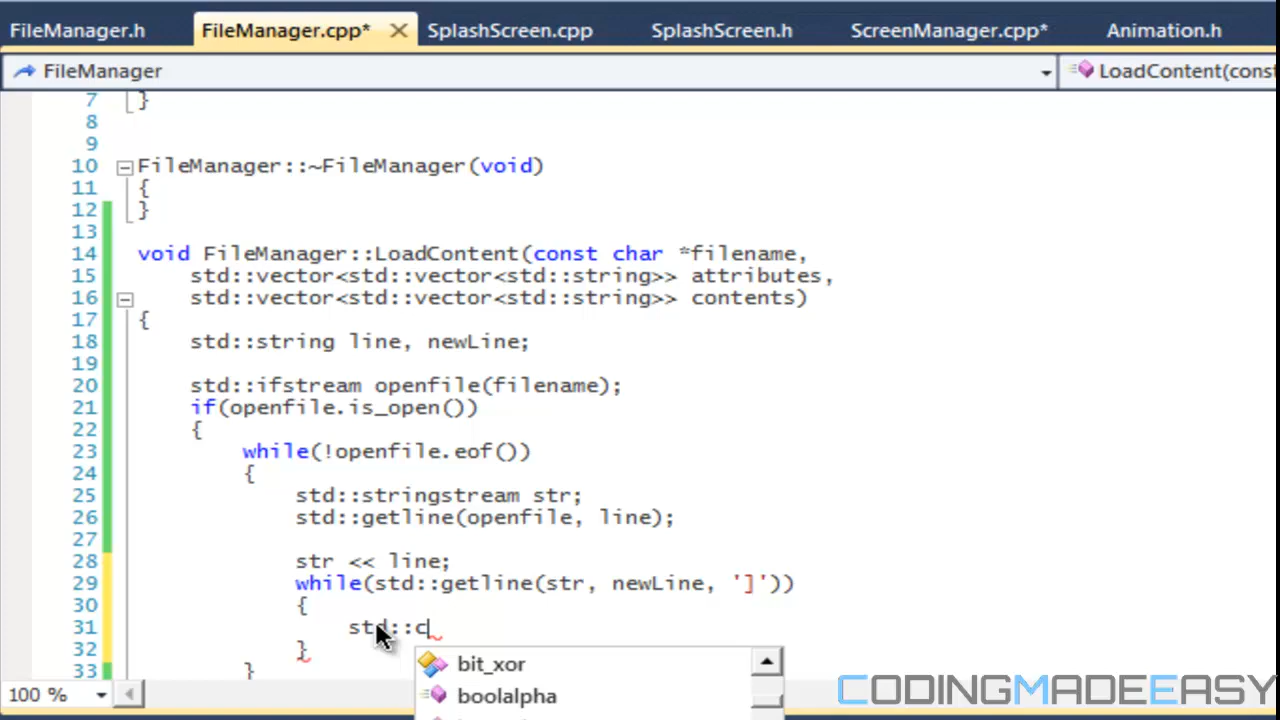 FileManager.h FileManager.cpp* SplashScreen.cpp SplashScreen.h ScreenManager.cpp* Animation.h
FileManager LoadContent(const
7 }
8
9
10 FileManager::~FileManager(void)
11 {
12 }
13
14 void FileManager::LoadContent(const char *filename,
15 std::vector<std::vector<std::string>> attributes,
16 std::vector<std::vector<std::string>> contents)
17 {
18 std::string line, newLine;
19
20 std::ifstream openfile(filename);
21 if(openfile.is_open())
22 {
23 while(!openfile.eof())
24 {
25 std::stringstream str;
26 std::getline(openfile, line);
27
28 str << line;
29 while(std::getline(str, newLine, ']'))
30 {
31 std::c
32 }
33 }
bit_xor
boolalpha
100 %
CODINGMADEEASY